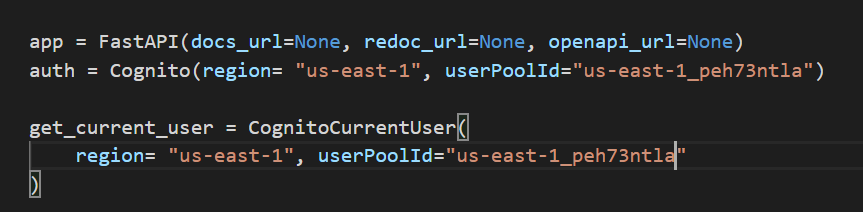 app = FastAPI(docs_url=None, redoc_url=None, openapi_url=None)
auth = Cognito(region= "us-east-1", userPoolId="us-east-1_peh73ntla")
get_current_user = CognitoCurrentUser(
    region= "us-east-1", userPoolId="us-east-1_peh73ntla"
)